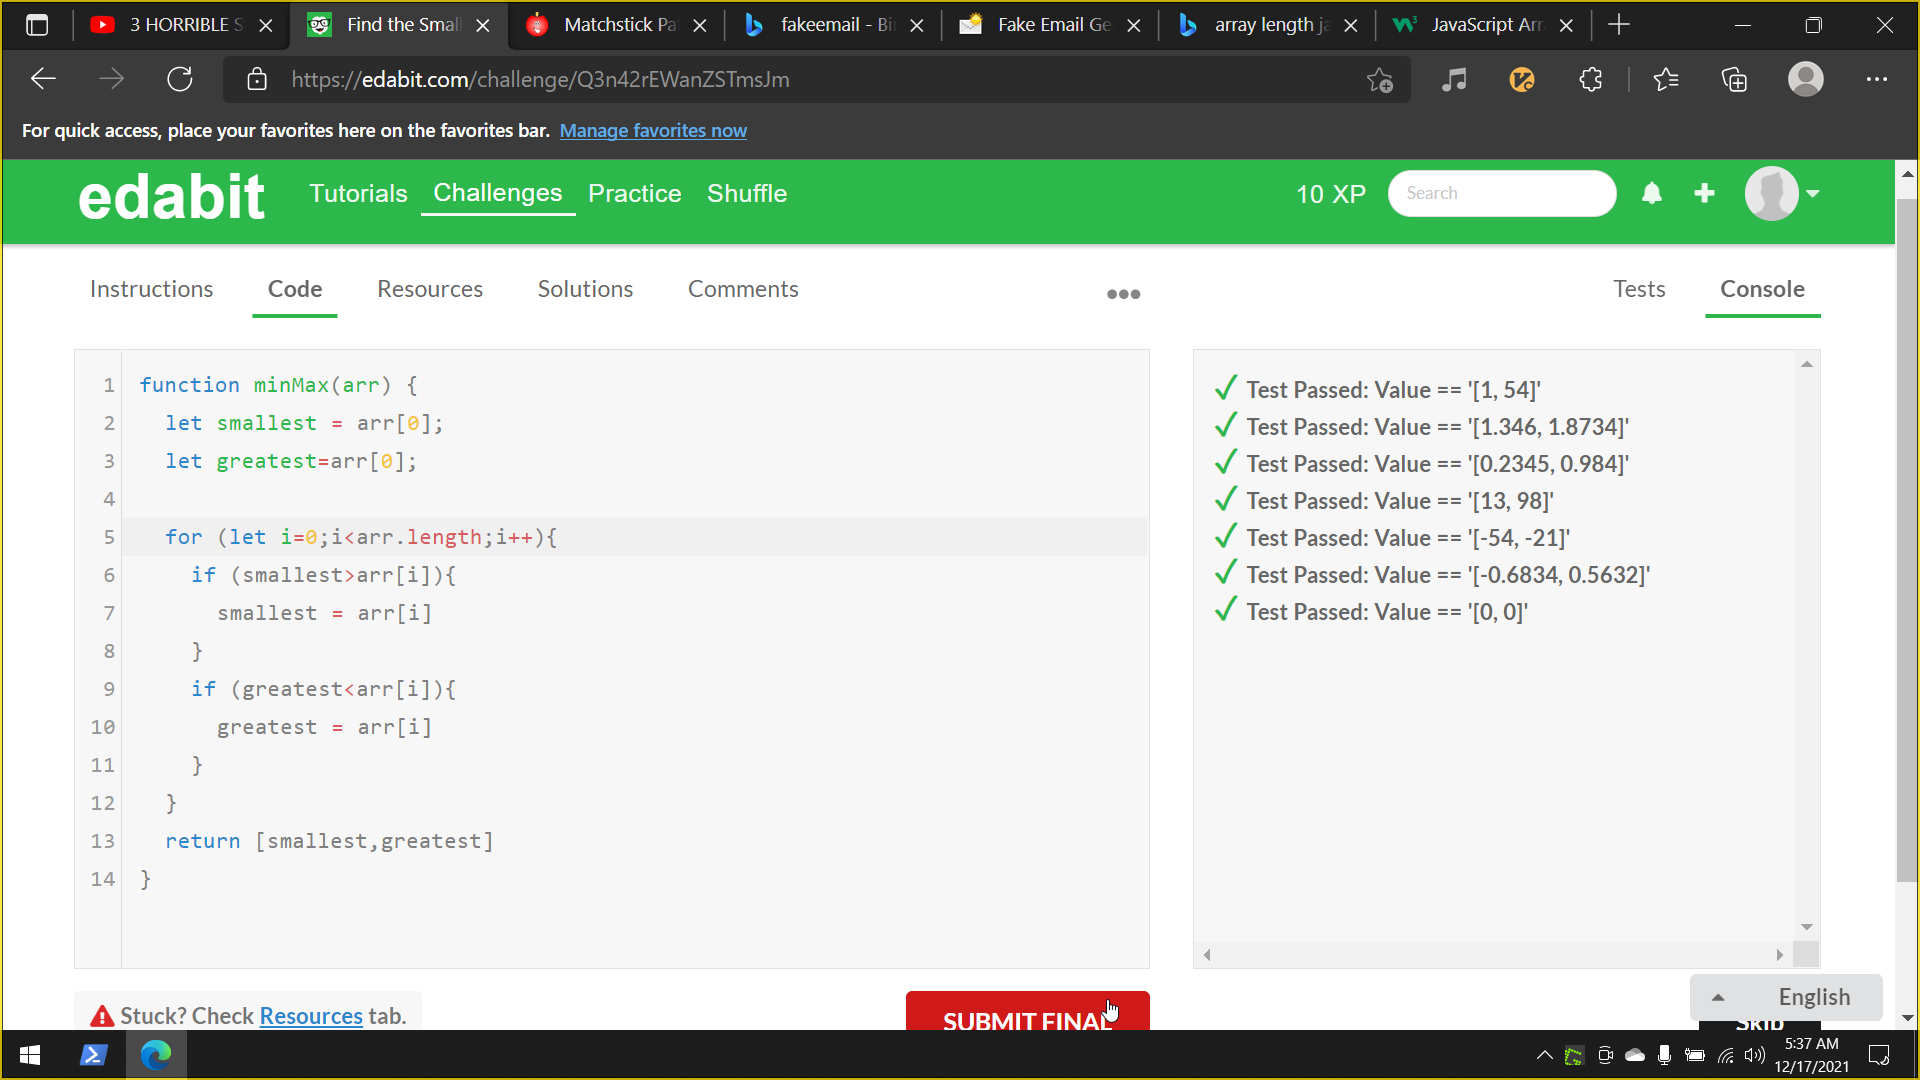 3 HORRIBLE S
Find the Smal
Matchstick Pa
fakeemail - Bi
Fake Email Ge
array length ja
JavaScript Arr
https://edabit.com/challenge/Q3n42rEWanZSTmsJm
For quick access, place your favorites here on the favorites bar. Manage favorites now
edabit Tutorials Challenges Practice Shuffle 10 XP Search
Instructions Code Resources Solutions Comments ••• Tests Console
1 function minMax(arr) {
2 let smallest = arr[0];
3 let greatest=arr[0];
4
5 for (let i=0;i<arr.length;i++){
6 if (smallest>arr[i]){
7 smallest = arr[i]
8 }
9 if (greatest<arr[i]){
10 greatest = arr[i]
11 }
12 }
13 return [smallest,greatest]
14 }
Test Passed: Value == '[1, 54]'
Test Passed: Value == '[1.346, 1.8734]'
Test Passed: Value == '[0.2345, 0.984]'
Test Passed: Value == '[13, 98]'
Test Passed: Value == '[-54, -21]'
Test Passed: Value == '[-0.6834, 0.5632]'
Test Passed: Value == '[0, 0]'
Stuck? Check Resources tab.
SUBMIT FINAL
English
Skip
5:37 AM
12/17/2021